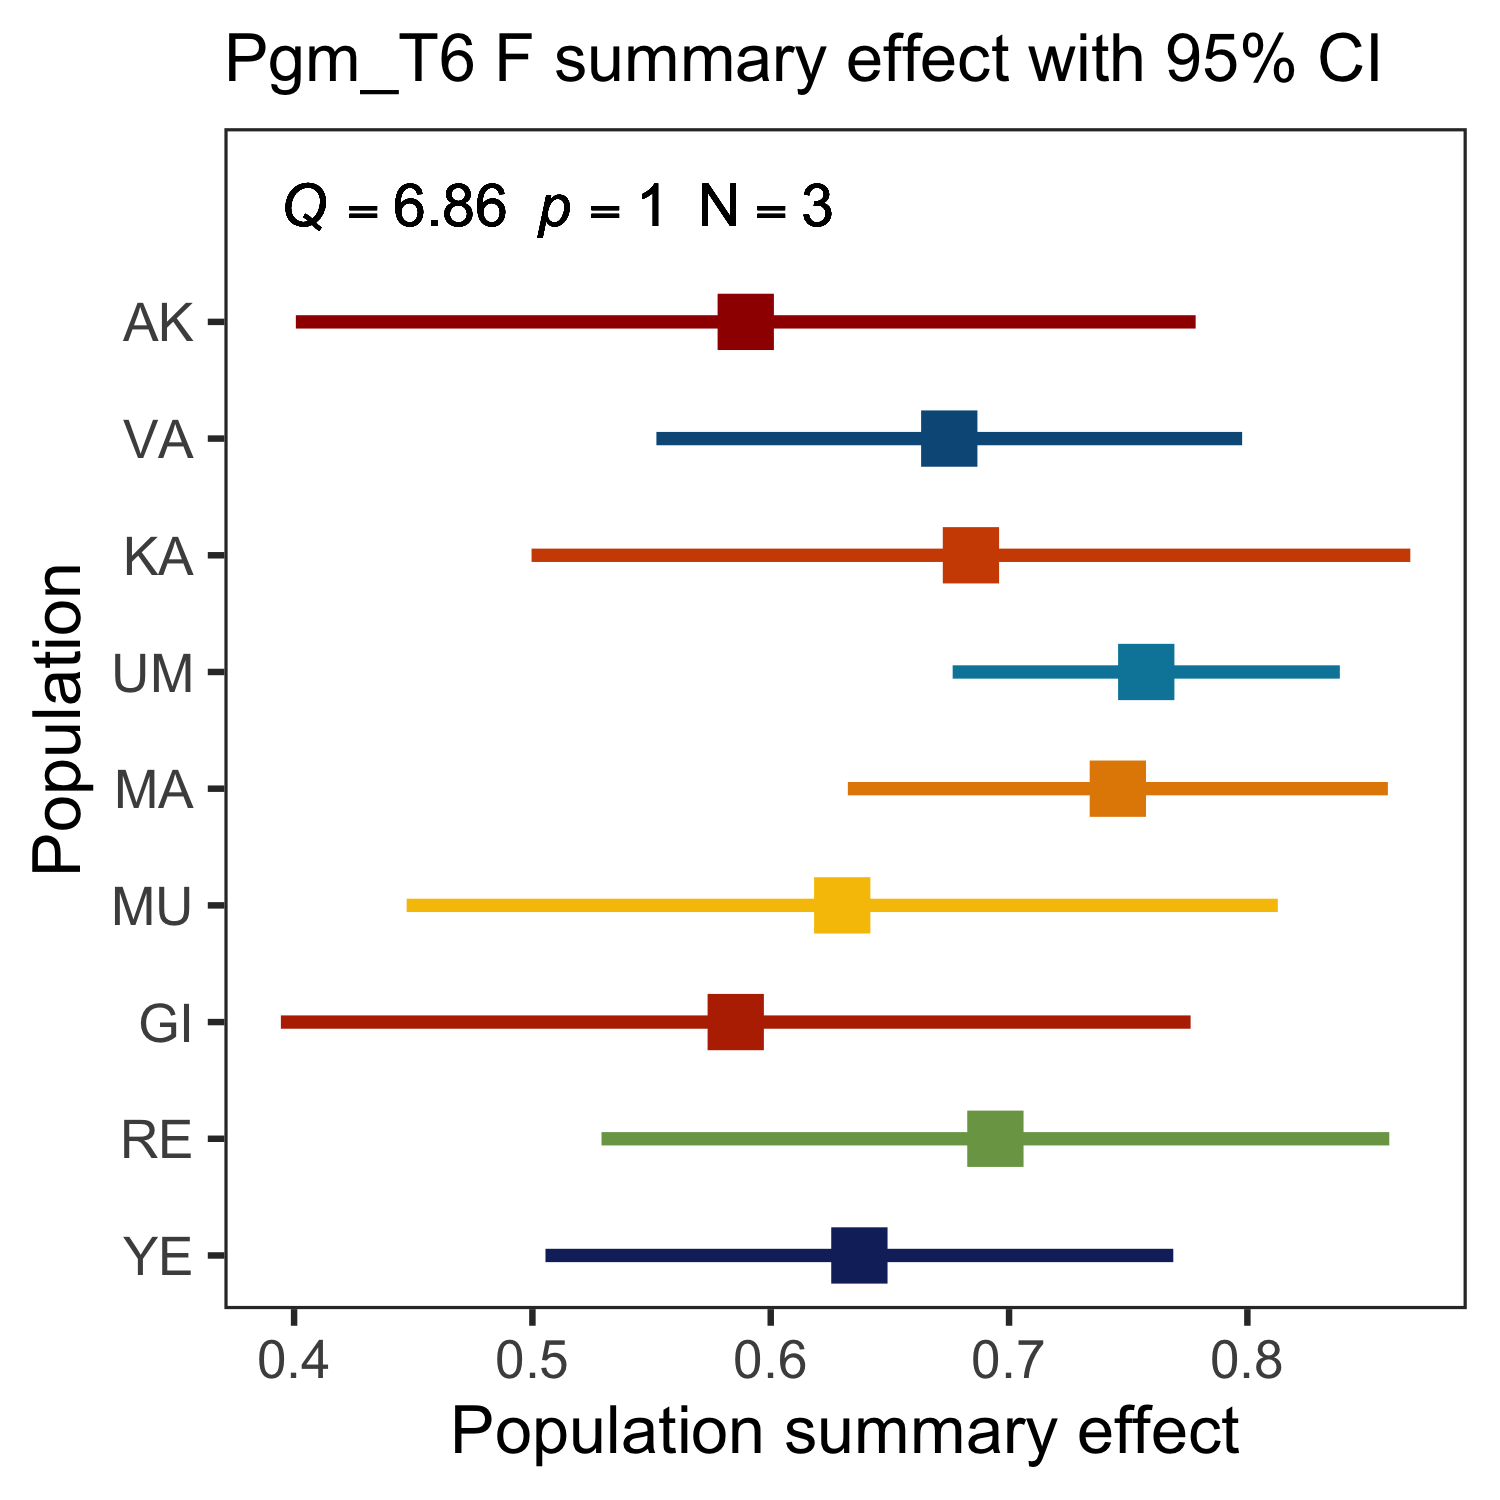 Pgm_T6 F summary effect with 95% CI
Q = 6.86 p = 1 N = 3
AK
VA
KA
UM
MA
MU
GI
RE
YE
Population
0.4 0.5 0.6 0.7 0.8
Population summary effect